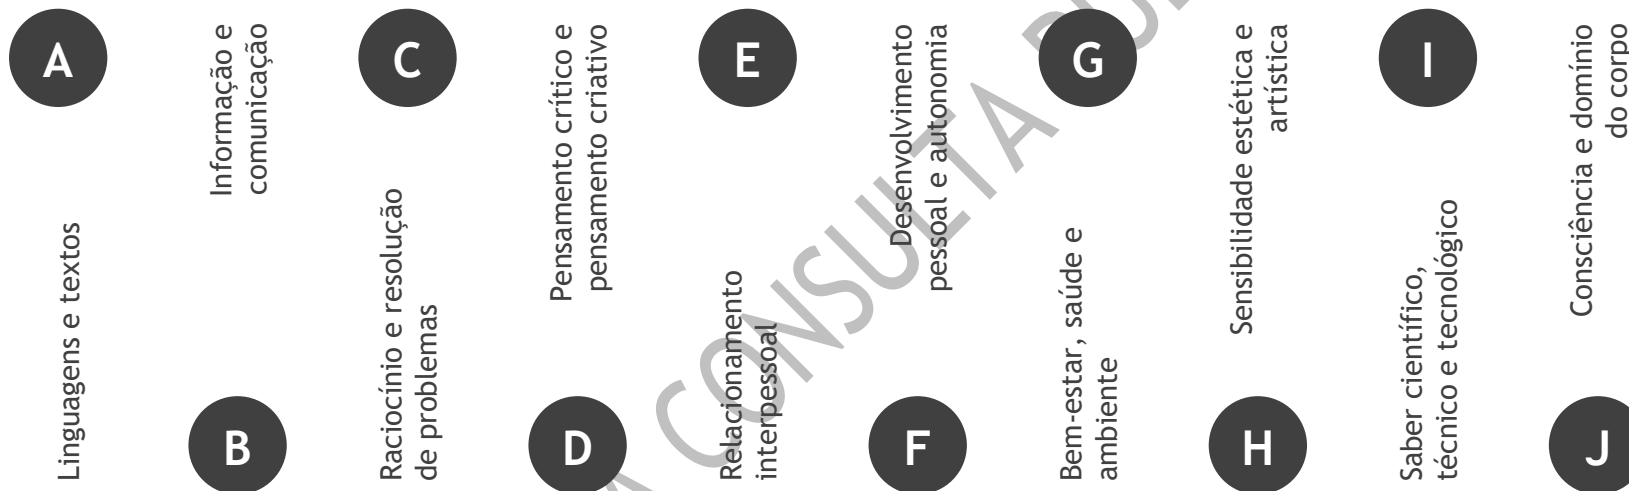 A
Linguagens e textos
B
Informação e
comunicação
C
Raciocínio e resolução
de problemas
D
Pensamento crítico e
pensamento criativo
E
Relacionamento
interpessoal
F
Desenvolvimento
pessoal e autonomia
G
Bem-estar, saúde e
ambiente
H
Sensibilidade estética e
artística
I
Saber científico,
técnico e tecnológico
J
Consciência e domínio
do corpo
A CONSULTA